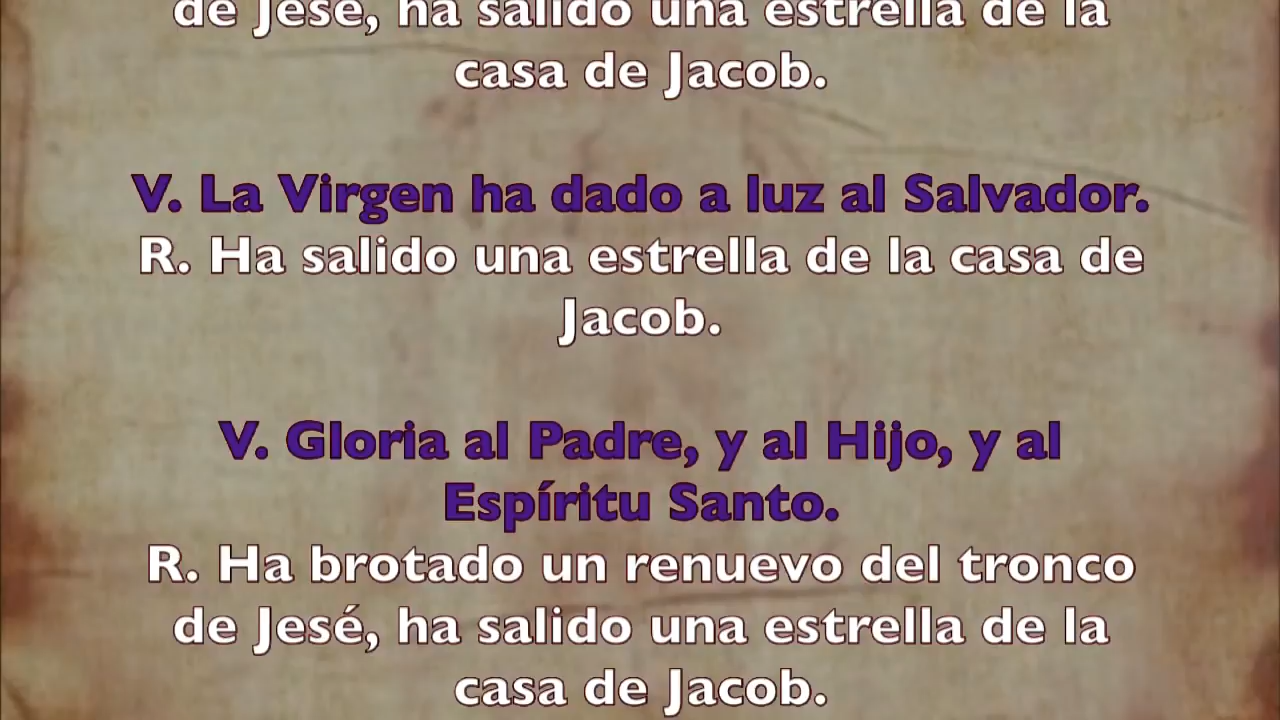 de Jesé, ha salido una estrella de la
casa de Jacob.
V. La Virgen ha dado a luz al Salvador.
R. Ha salido una estrella de la casa de
Jacob.
V. Gloria al Padre, y al Hijo, y al
Espíritu Santo.
R. Ha brotado un renuevo del tronco
de Jesé, ha salido una estrella de la
casa de Jacob.